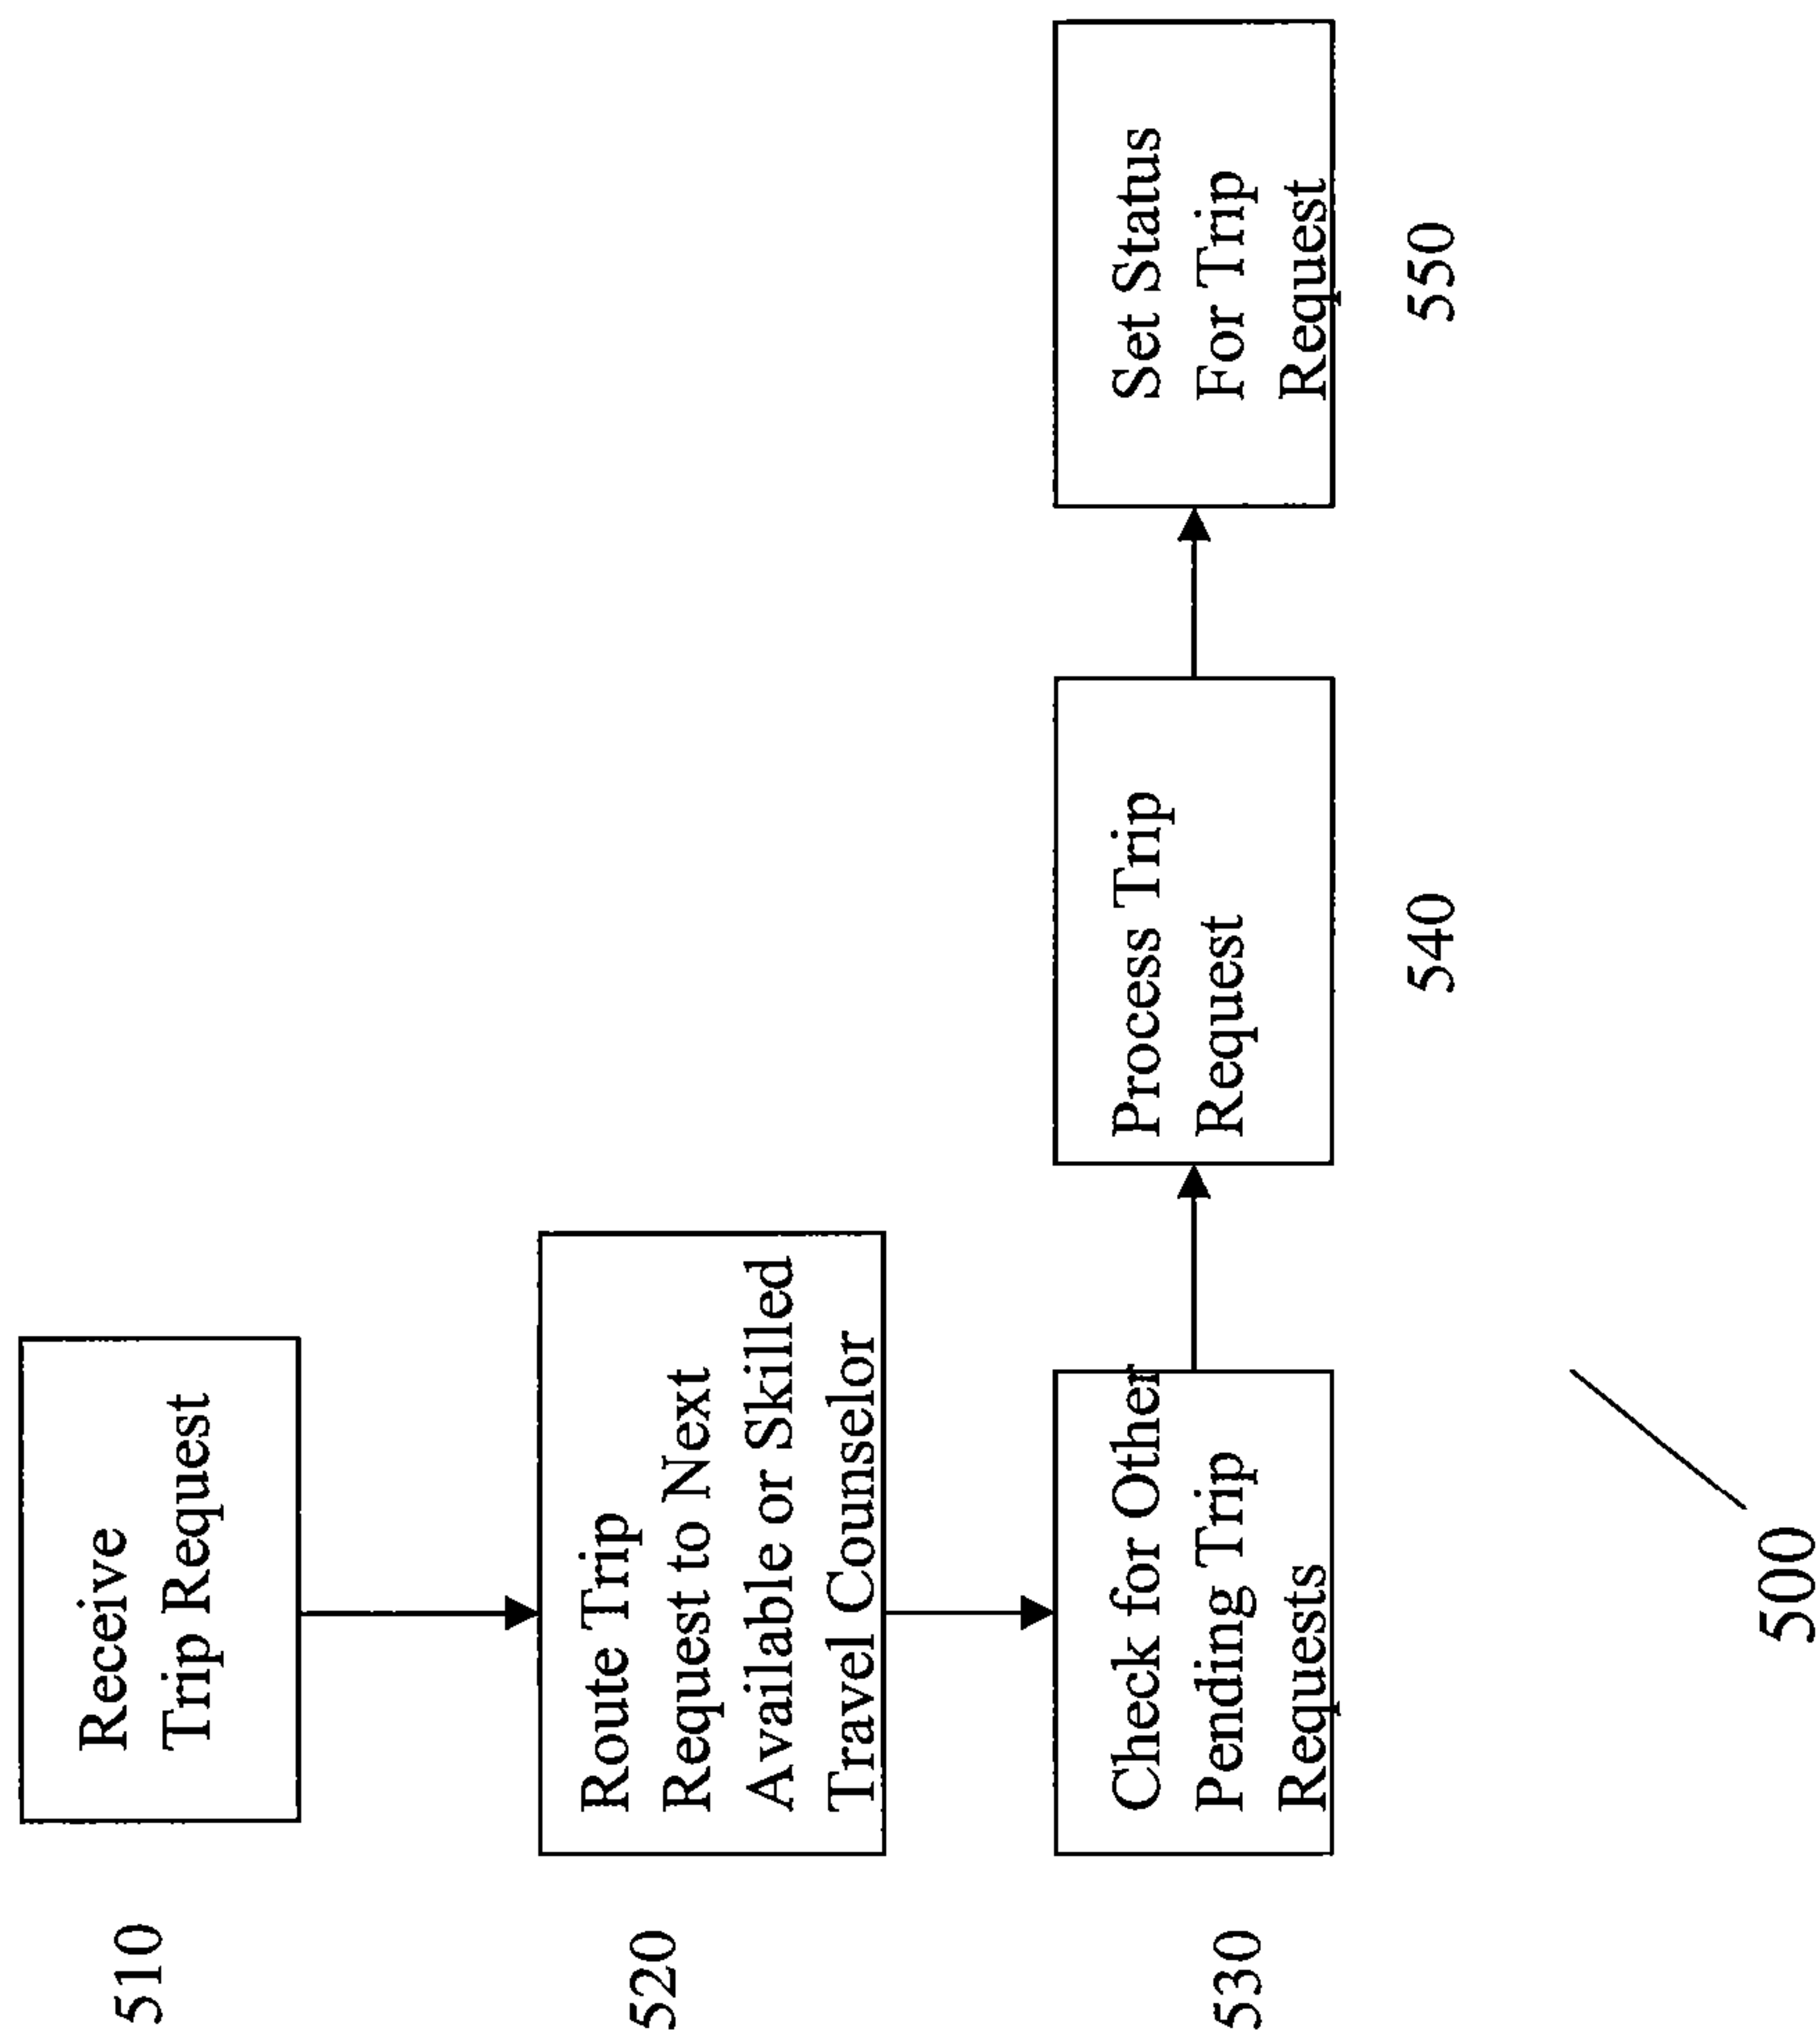 510
Receive
Trip Request
520
Route Trip
Request to Next
Available or Skilled
Travel Counselor
530
Check for Other
Pending Trip
Requests
Process Trip
Request
540
Set Status
For Trip
Request
550
500